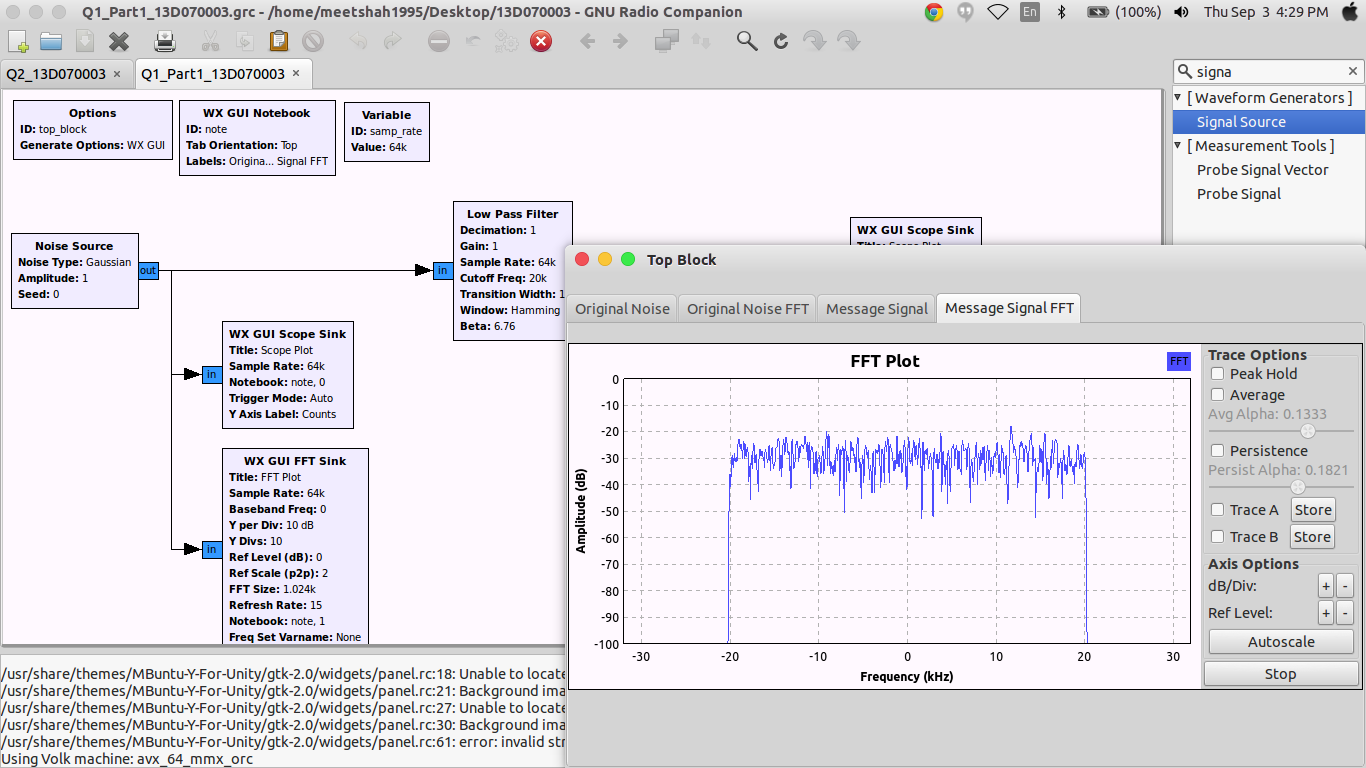 Q1_Part1_13D070003.grc - /home/meetshah1995/Desktop/13D070003 - GNU Radio Companion
En
(100%)
Thu Sep 3 4:29 PM
Q2_13D070003 ×
Q1_Part1_13D070003 ×
signa
Options
ID: top_block
Generate Options: WX GUI
WX GUI Notebook
ID: note
Tab Orientation: Top
Labels: Origina... Signal FFT
Variable
ID: samp_rate
Value: 64k
[ Waveform Generators ]
Signal Source
[ Measurement Tools ]
Probe Signal Vector
Probe Signal
Noise Source
Noise Type: Gaussian
Amplitude: 1
Seed: 0
out
in
Low Pass Filter
Decimation: 1
Gain: 1
Sample Rate: 64k
Cutoff Freq: 20k
Transition Width: 1
Window: Hamming
Beta: 6.76
WX GUI Scope Sink
Title: Scope Plot
in
WX GUI Scope Sink
Title: Scope Plot
Sample Rate: 64k
Notebook: note, 0
Trigger Mode: Auto
Y Axis Label: Counts
in
WX GUI FFT Sink
Title: FFT Plot
Sample Rate: 64k
Baseband Freq: 0
Y per Div: 10 dB
Y Divs: 10
Ref Level (dB): 0
Ref Scale (p2p): 2
FFT Size: 1.024k
Refresh Rate: 15
Notebook: note, 1
Freq Set Varname: None
Top Block
Original Noise
Original Noise FFT
Message Signal
Message Signal FFT
FFT Plot
FFT
Amplitude (dB)
0
-10
-20
-30
-40
-50
-60
-70
-80
-90
-100
-30
-20
-10
0
10
20
30
Frequency (kHz)
Trace Options
Peak Hold
Average
Avg Alpha: 0.1333
Persistence
Persist Alpha: 0.1821
Trace A Store
Trace B Store
Axis Options
dB/Div: + -
Ref Level: + -
Autoscale
Stop
/usr/share/themes/MBuntu-Y-For-Unity/gtk-2.0/widgets/panel.rc:18: Unable to locate
/usr/share/themes/MBuntu-Y-For-Unity/gtk-2.0/widgets/panel.rc:21: Background ima
/usr/share/themes/MBuntu-Y-For-Unity/gtk-2.0/widgets/panel.rc:27: Unable to locate
/usr/share/themes/MBuntu-Y-For-Unity/gtk-2.0/widgets/panel.rc:30: Background ima
/usr/share/themes/MBuntu-Y-For-Unity/gtk-2.0/widgets/panel.rc:61: error: invalid str
Using Volk machine: avx_64_mmx_orc